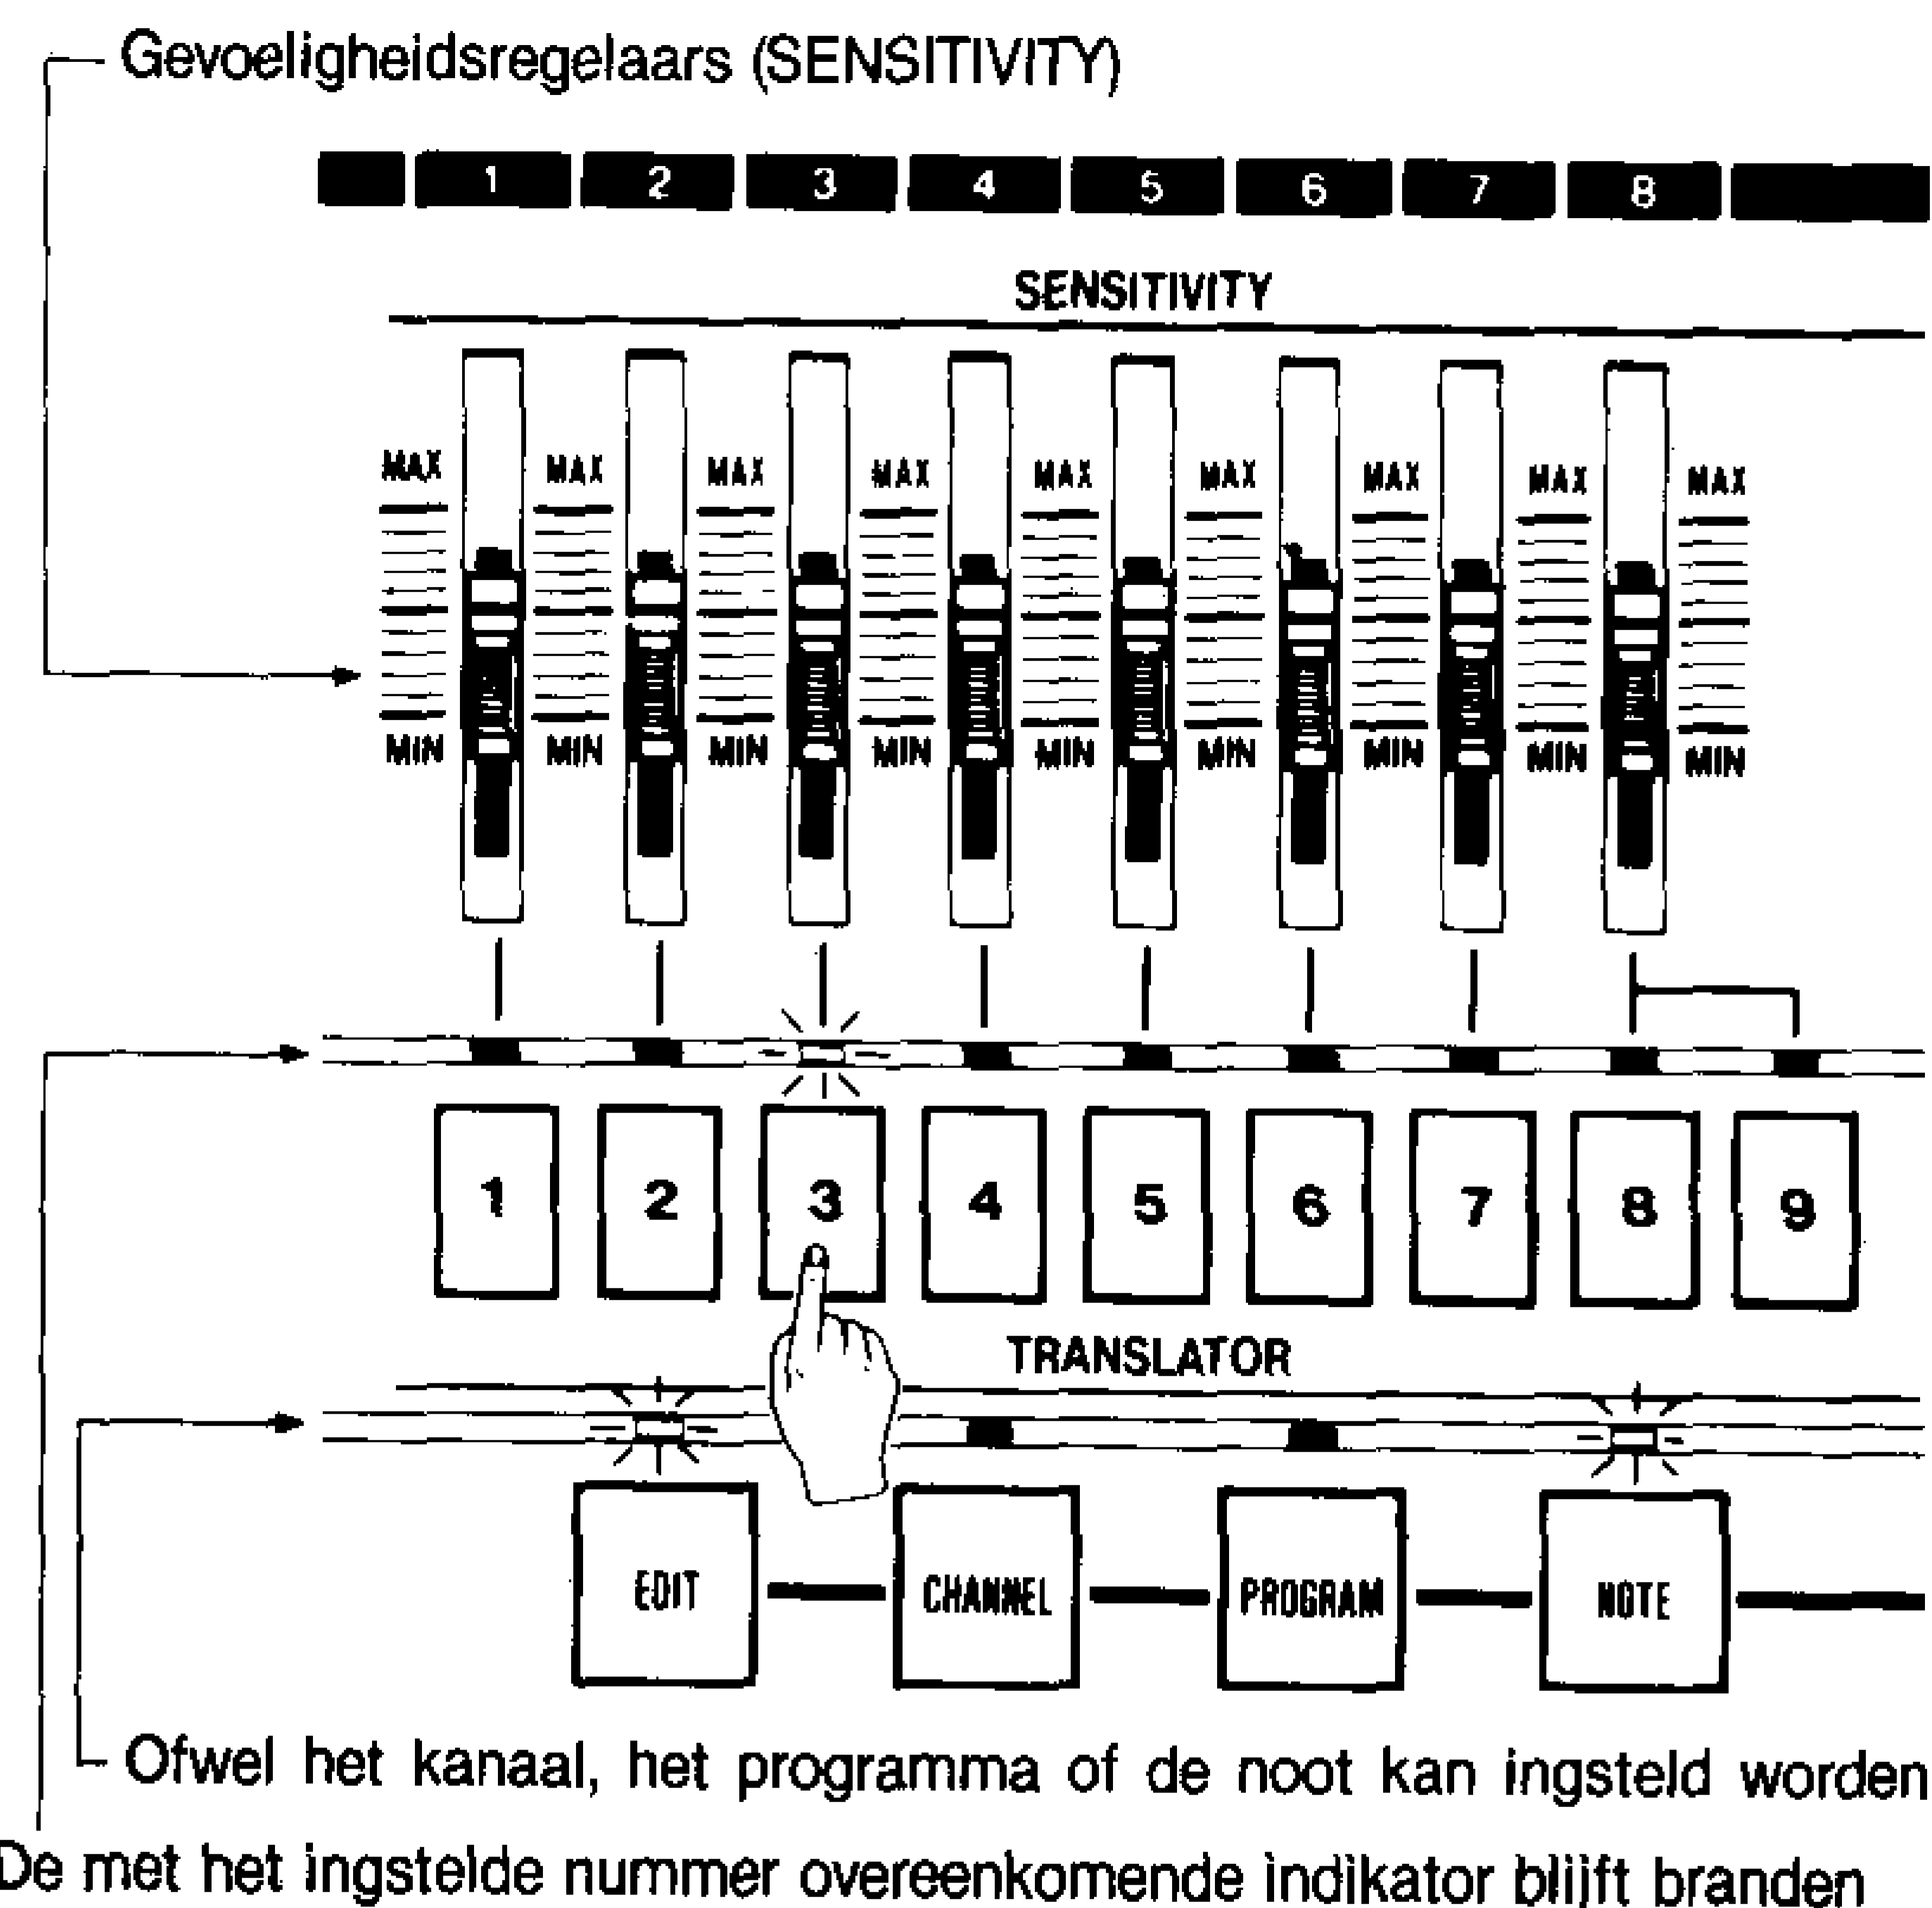 Gevoeligheidsregelaars (SENSITIVITY)
1 2 3 4 5 6 7 8
SENSITIVITY
MAX MAX MAX MAX MAX MAX MAX MAX MAX
MIN MIN MIN MIN MIN MIN MIN MIN MIN
1 2 3 4 5 6 7 8 9
TRANSLATOR
EDIT CHANNEL PROGRAM NOTE
Ofwel het kanaal, het programma of de noot kan ingsteld worden
De met het ingstelde nummer overeenkomende indikator blijft branden